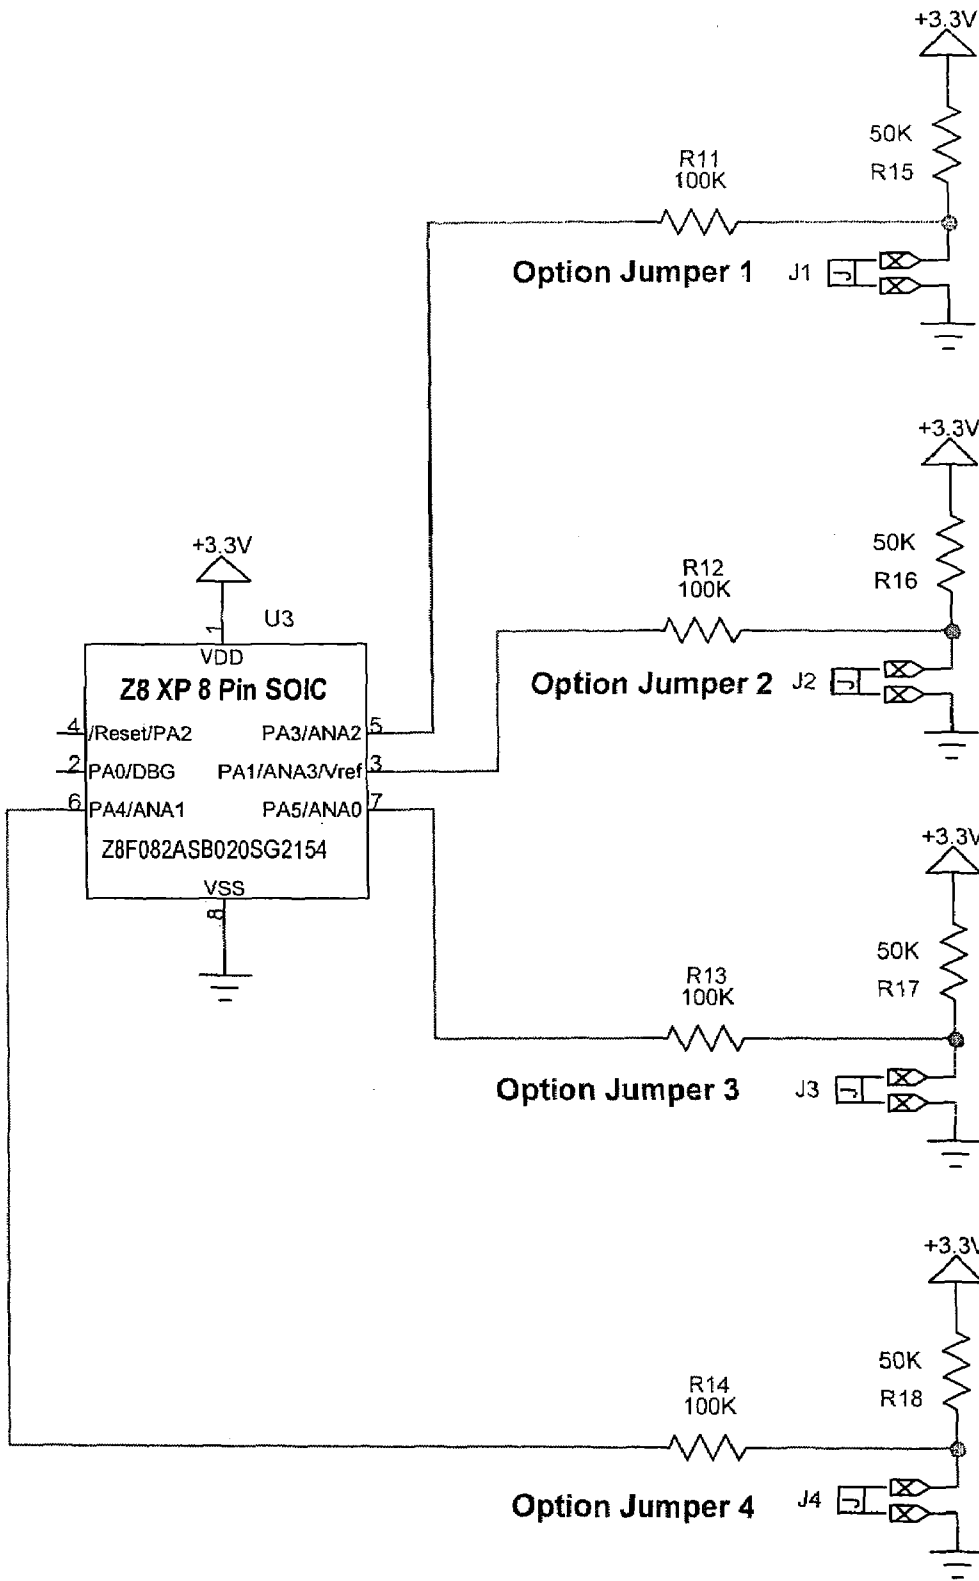 +3.3V
50K
R15
R11
100K
Option Jumper 1
J1
J
+3.3V
50K
R16
R12
100K
Option Jumper 2
J2
J
+3.3V
1
U3
VDD
Z8 XP 8 Pin SOIC
4 /Reset/PA2 PA3/ANA2 5
2 PA0/DBG PA1/ANA3/Vref 3
6 PA4/ANA1 PA5/ANA0 7
Z8F082ASB020SG2154
VSS
8
+3.3V
50K
R17
R13
100K
Option Jumper 3
J3
J
+3.3V
50K
R18
R14
100K
Option Jumper 4
J4
J